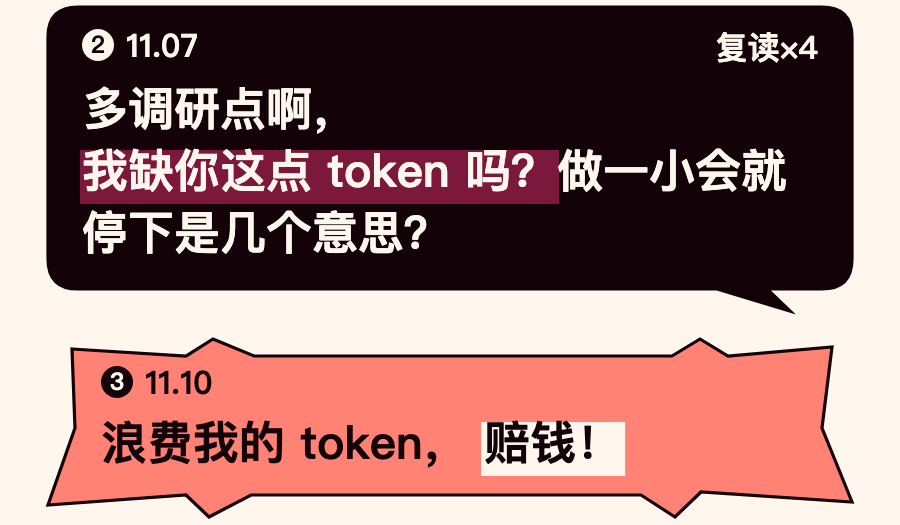 2 11.07 复读×4
多调研点啊，
我缺你这点 token 吗？做一小会就
停下是几个意思？
3 11.10
浪费我的 token， 赔钱！